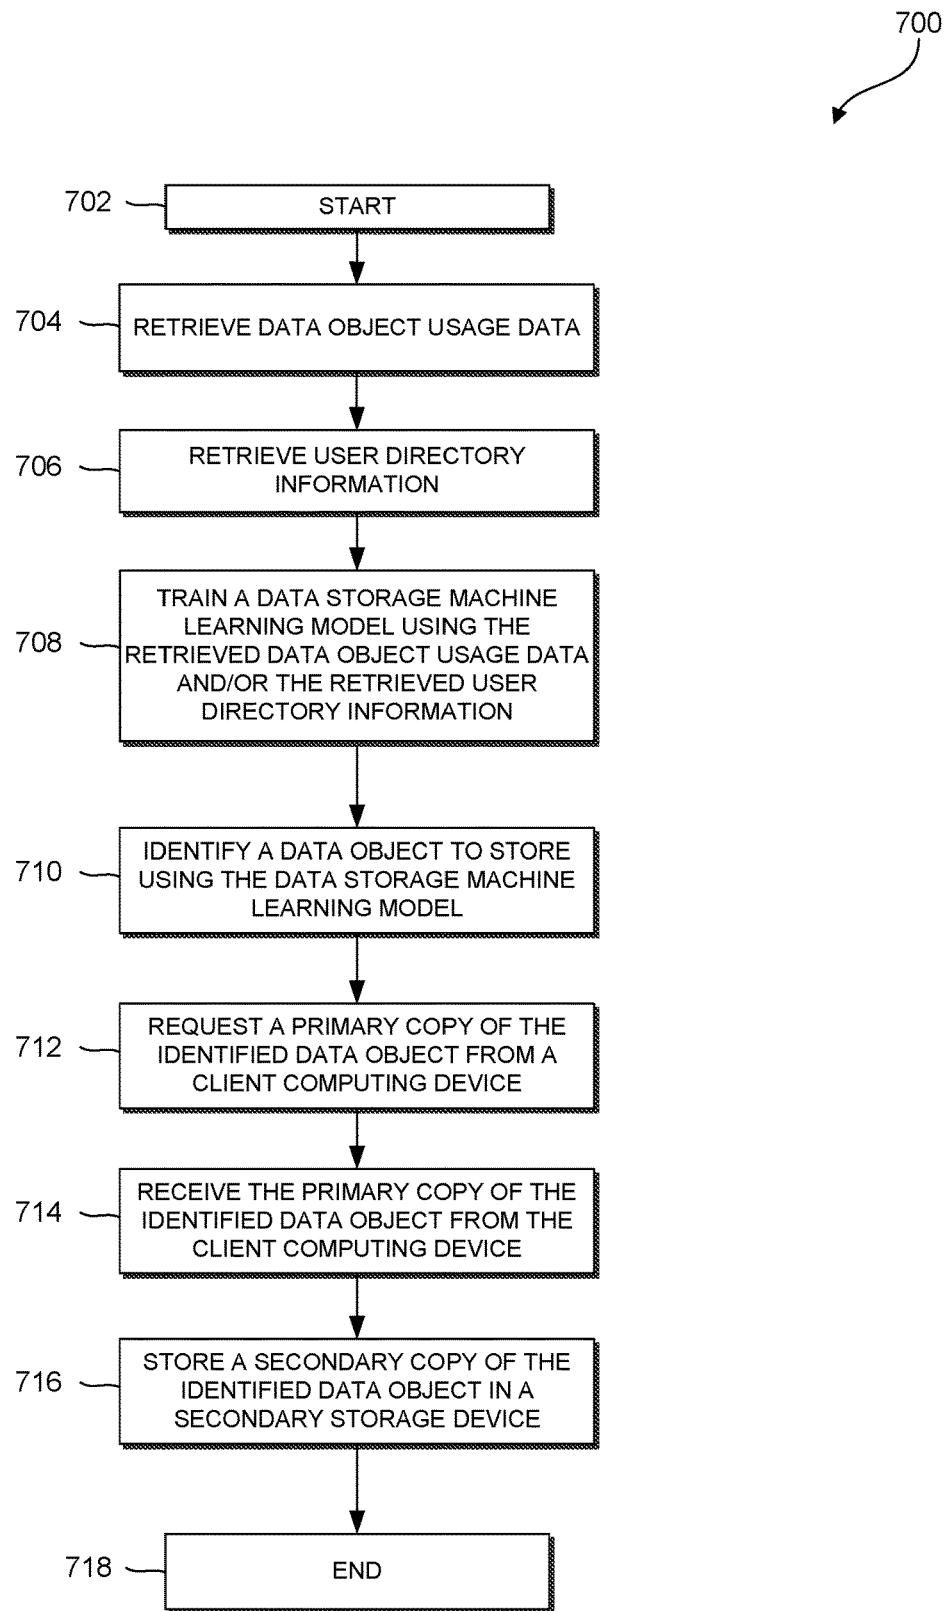 700
702
START
704
RETRIEVE DATA OBJECT USAGE DATA
706
RETRIEVE USER DIRECTORY
INFORMATION
708
TRAIN A DATA STORAGE MACHINE
LEARNING MODEL USING THE
RETRIEVED DATA OBJECT USAGE DATA
AND/OR THE RETRIEVED USER
DIRECTORY INFORMATION
710
IDENTIFY A DATA OBJECT TO STORE
USING THE DATA STORAGE MACHINE
LEARNING MODEL
712
REQUEST A PRIMARY COPY OF THE
IDENTIFIED DATA OBJECT FROM A
CLIENT COMPUTING DEVICE
714
RECEIVE THE PRIMARY COPY OF THE
IDENTIFIED DATA OBJECT FROM THE
CLIENT COMPUTING DEVICE
716
STORE A SECONDARY COPY OF THE
IDENTIFIED DATA OBJECT IN A
SECONDARY STORAGE DEVICE
718
END